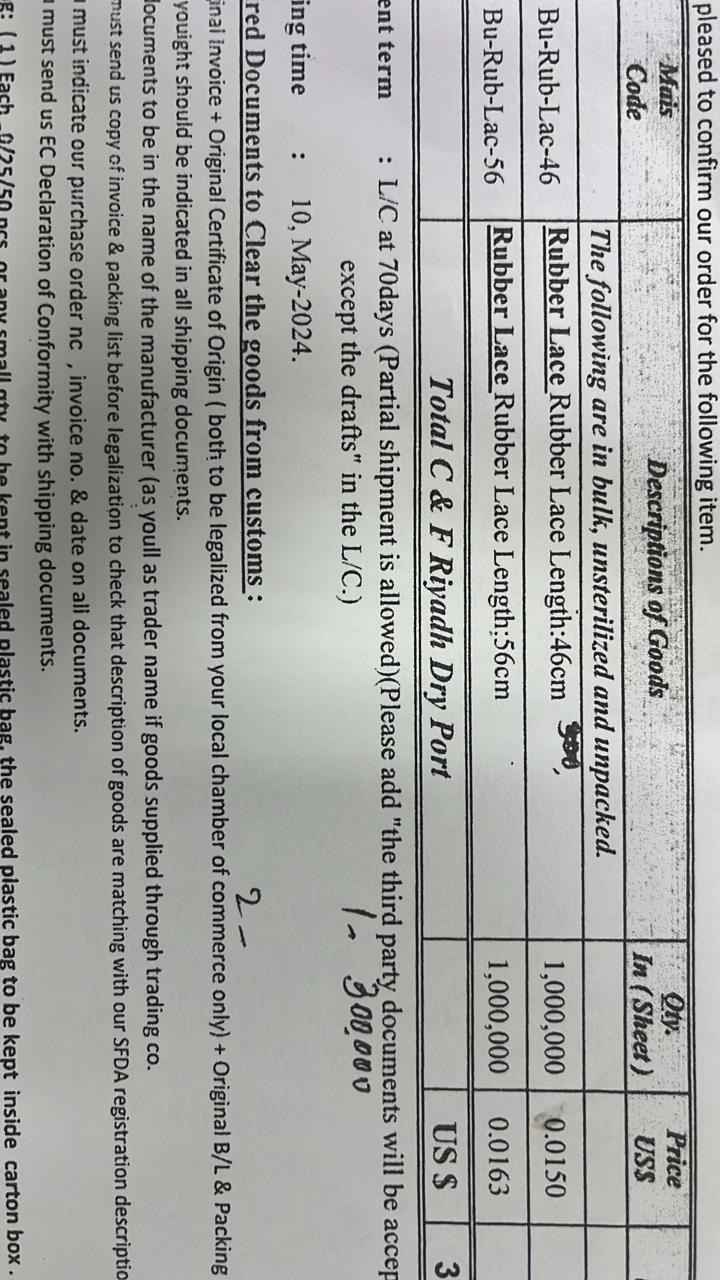 pleased to confirm our order for the following item.
Mais Code Descriptions of Goods Qty. In ( Sheet ) Price US$
The following are in bulk, unsterilized and unpacked.
Bu-Rub-Lac-46 Rubber Lace Rubber Lace Length:46cm 1,000,000 0.0150
Bu-Rub-Lac-56 Rubber Lace Rubber Lace Length:56cm 1,000,000 0.0163
Total C & F Riyadh Dry Port US $ 3
ent term : L/C at 70days (Partial shipment is allowed)(Please add "the third party documents will be accep
except the drafts" in the L/C.) 1- 300,000
ing time : 10, May-2024.
red Documents to Clear the goods from customs : 2-
inal Invoice + Original Certificate of Origin ( both to be legalized from your local chamber of commerce only) + Original B/L & Packing
youight should be indicated in all shipping documents.
documents to be in the name of the manufacturer (as youll as trader name if goods supplied through trading co.
must send us copy of invoice & packing list before legalization to check that description of goods are matching with our SFDA registration descriptio
must indicate our purchase order nc , invoice no. & date on all documents.
must send us EC Declaration of Conformity with shipping documents.
g: (1) Each 0/25/50 pcs or any small qty. to be kept in sealed plastic bag, the sealed plastic bag to be kept inside carton box .